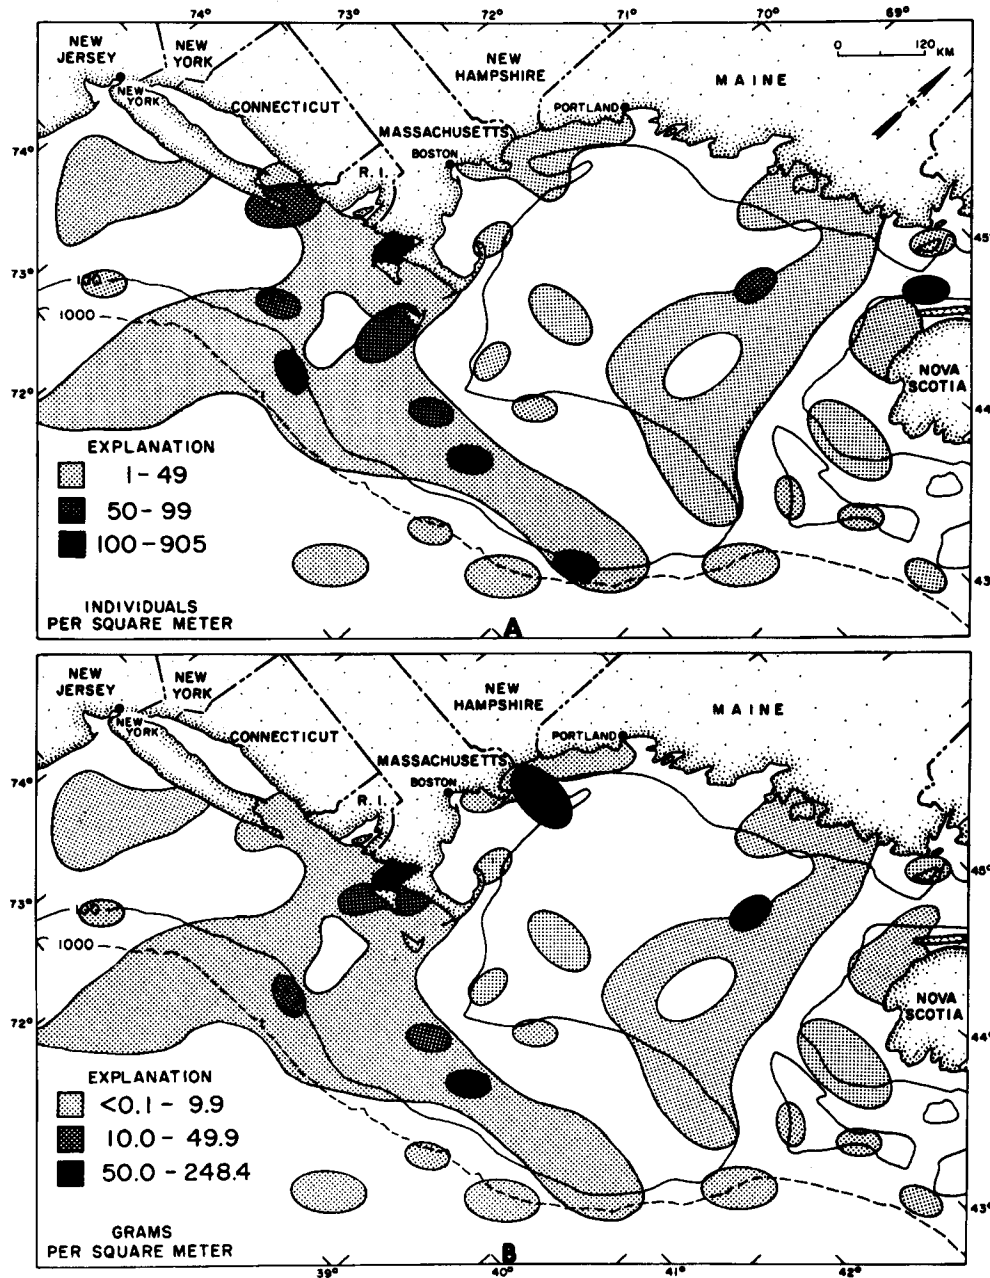 74° 73° 72° 71° 70° 69°
NEW
JERSEY
NEW
YORK
NEW
YORK
CONNECTICUT
MASSACHUSETTS
BOSTON
R. I.
NEW
HAMPSHIRE
PORTLAND
MAINE
0 120 KM
74°
73°
72°
100
1000
45°
44°
43°
NOVA
SCOTIA
EXPLANATION
1-49
50-99
100-905
INDIVIDUALS
PER SQUARE METER
A
NEW
JERSEY
NEW
YORK
NEW
YORK
CONNECTICUT
MASSACHUSETTS
BOSTON
R. I.
NEW
HAMPSHIRE
PORTLAND
MAINE
74°
73°
72°
100
1000
45°
44°
43°
NOVA
SCOTIA
EXPLANATION
<0.1- 9.9
10.0-49.9
50.0-248.4
GRAMS
PER SQUARE METER
B
39° 40° 41° 42°